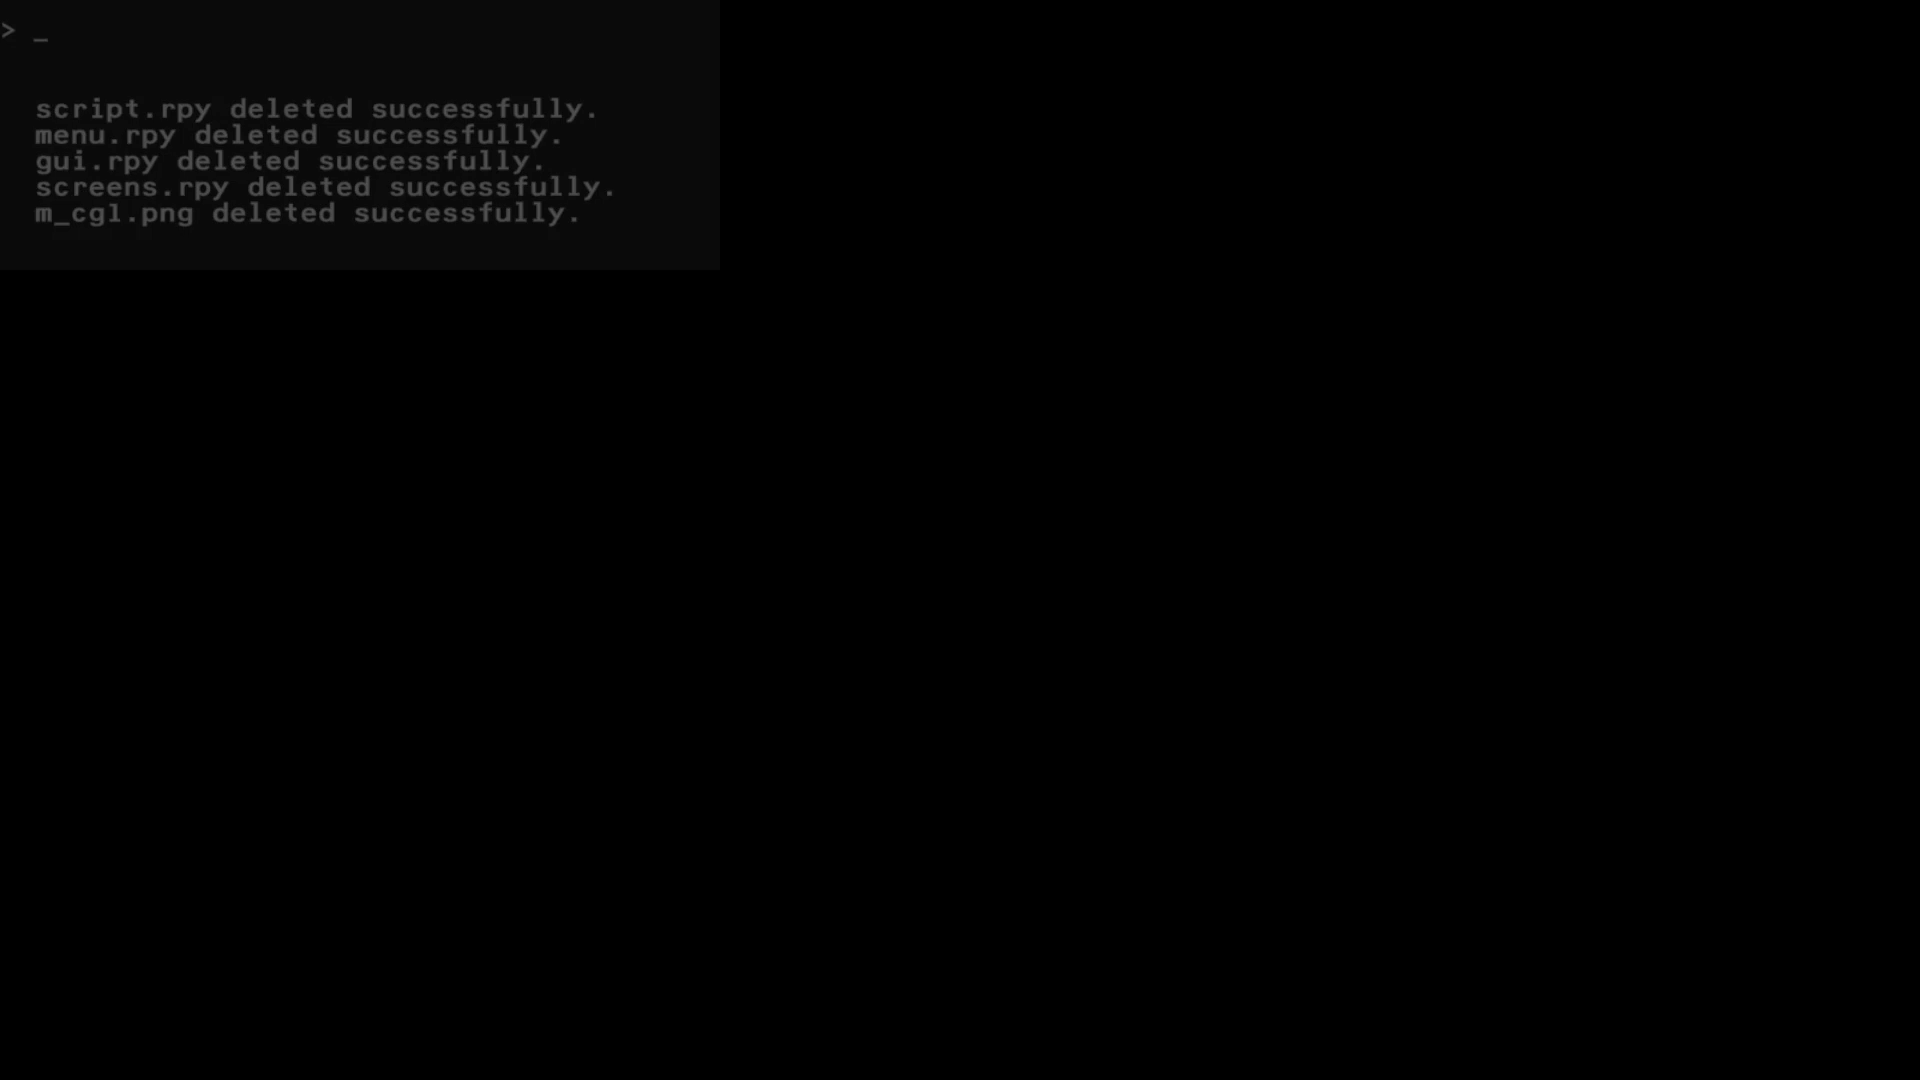 > _
script.rpy deleted successfully.
menu.rpy deleted successfully.
gui.rpy deleted successfully.
screens.rpy deleted successfully.
m_cg1.png deleted successfully.